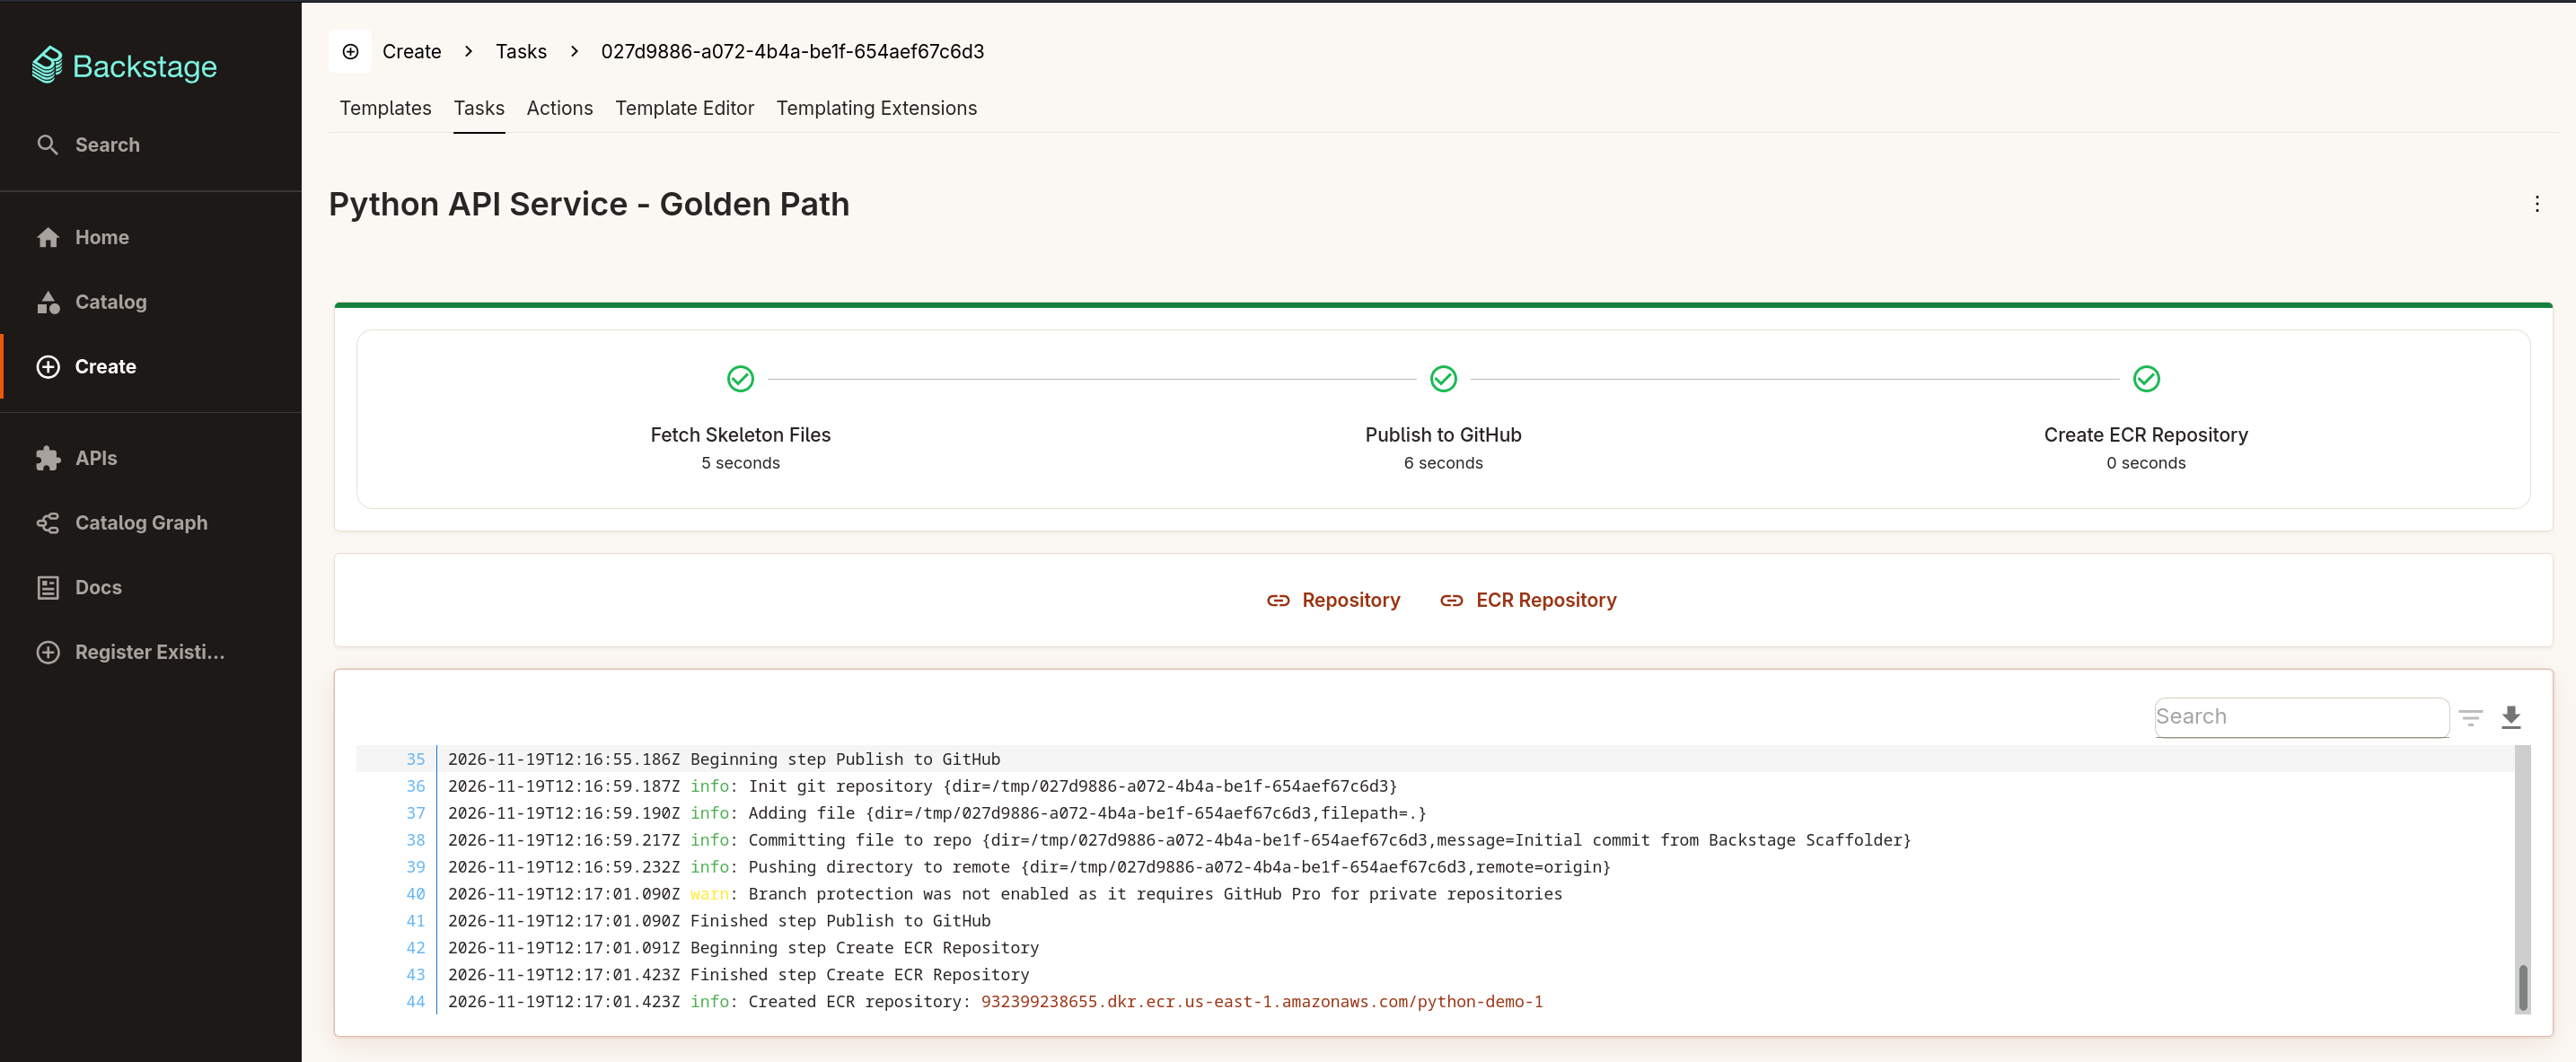 Backstage
Search
Home
Catalog
Create
APIs
Catalog Graph
Docs
Register Existi...
Create > Tasks > 027d9886-a072-4b4a-be1f-654aef67c6d3
Templates Tasks Actions Template Editor Templating Extensions
Python API Service - Golden Path
Fetch Skeleton Files
5 seconds
Publish to GitHub
6 seconds
Create ECR Repository
0 seconds
Repository ECR Repository
Search
35 2026-11-19T12:16:55.186Z Beginning step Publish to GitHub
36 2026-11-19T12:16:59.187Z info: Init git repository {dir=/tmp/027d9886-a072-4b4a-be1f-654aef67c6d3}
37 2026-11-19T12:16:59.190Z info: Adding file {dir=/tmp/027d9886-a072-4b4a-be1f-654aef67c6d3,filepath=.}
38 2026-11-19T12:16:59.217Z info: Committing file to repo {dir=/tmp/027d9886-a072-4b4a-be1f-654aef67c6d3,message=Initial commit from Backstage Scaffolder}
39 2026-11-19T12:16:59.232Z info: Pushing directory to remote {dir=/tmp/027d9886-a072-4b4a-be1f-654aef67c6d3,remote=origin}
40 2026-11-19T12:17:01.090Z warn: Branch protection was not enabled as it requires GitHub Pro for private repositories
41 2026-11-19T12:17:01.090Z Finished step Publish to GitHub
42 2026-11-19T12:17:01.091Z Beginning step Create ECR Repository
43 2026-11-19T12:17:01.423Z Finished step Create ECR Repository
44 2026-11-19T12:17:01.423Z info: Created ECR repository: 932399238655.dkr.ecr.us-east-1.amazonaws.com/python-demo-1